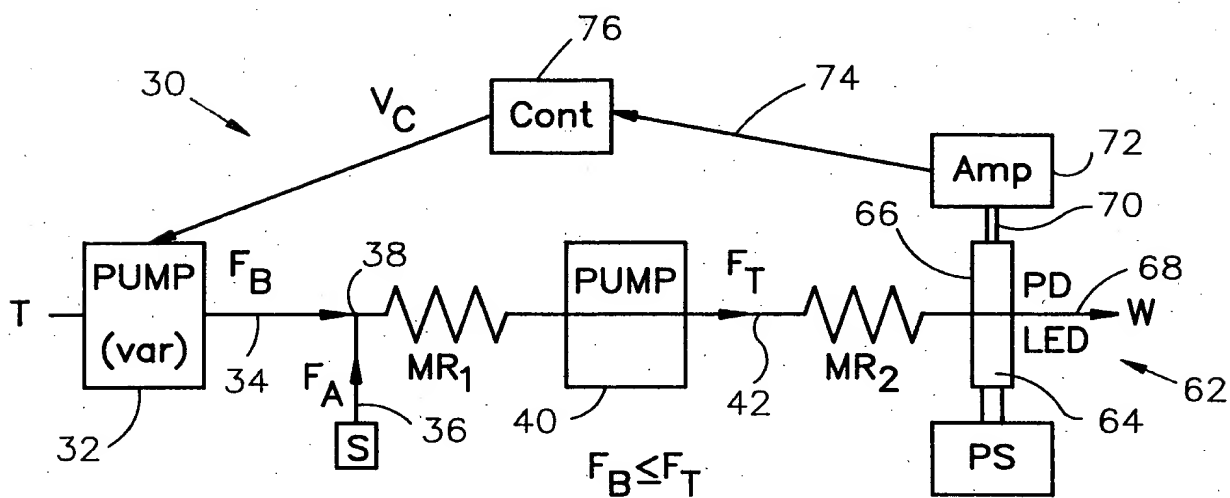 76
30
V_C
Cont
74
Amp
72
70
66
PUMP
(var)
T
F_B
38
PUMP
F_T
PD
68
W
LED
34
F_A
MR_1
MR_2
32
36
40
42
62
64
S
F_B ≤ F_T
PS